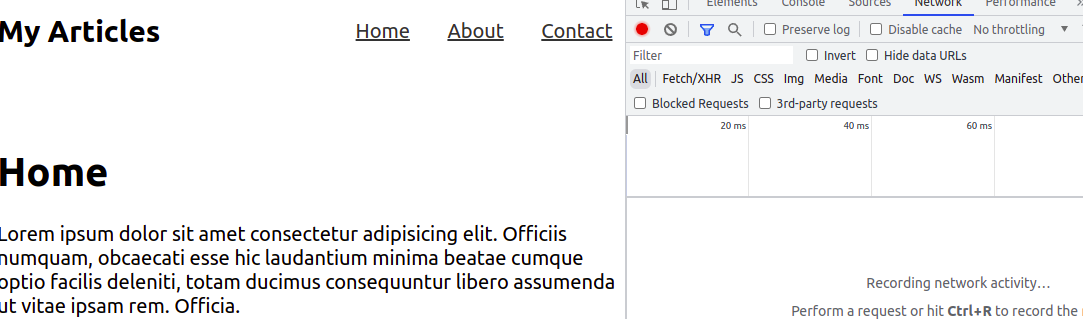 My Articles
Home About Contact
Home
Lorem ipsum dolor sit amet consectetur adipisicing elit. Officiis
numquam, obcaecati esse hic laudantium minima beatae cumque
optio facilis deleniti, totam ducimus consequuntur libero assumenda
ut vitae ipsam rem. Officia.
Elements Console Sources Network Performance
Preserve log Disable cache No throttling
Filter Invert Hide data URLs
All Fetch/XHR JS CSS Img Media Font Doc WS Wasm Manifest Other
Blocked Requests 3rd-party requests
20 ms 40 ms 60 ms
Recording network activity…
Perform a request or hit Ctrl+R to record the